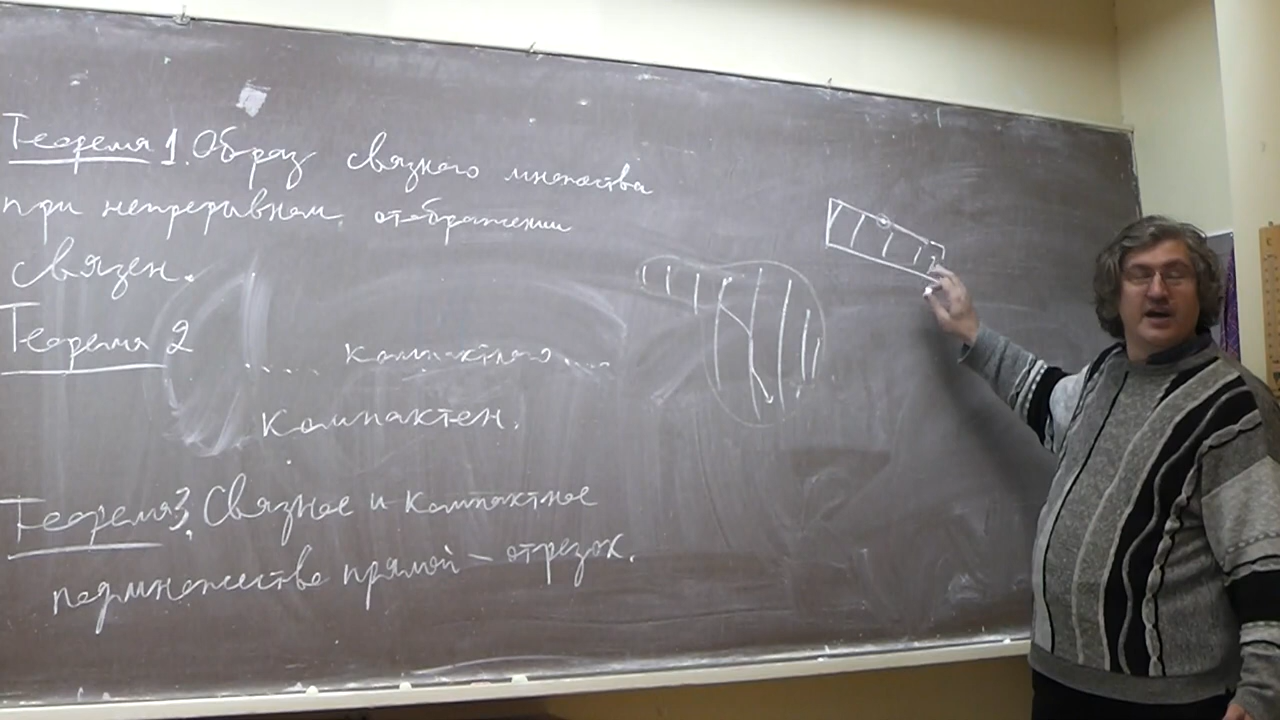 Теорема 1. Образ связного множества
при непрерывном отображении
связен.
Теорема 2
.... компактного ....
компактен.
Теорема 3. Связное и компактное
подмножество прямой – отрезок.